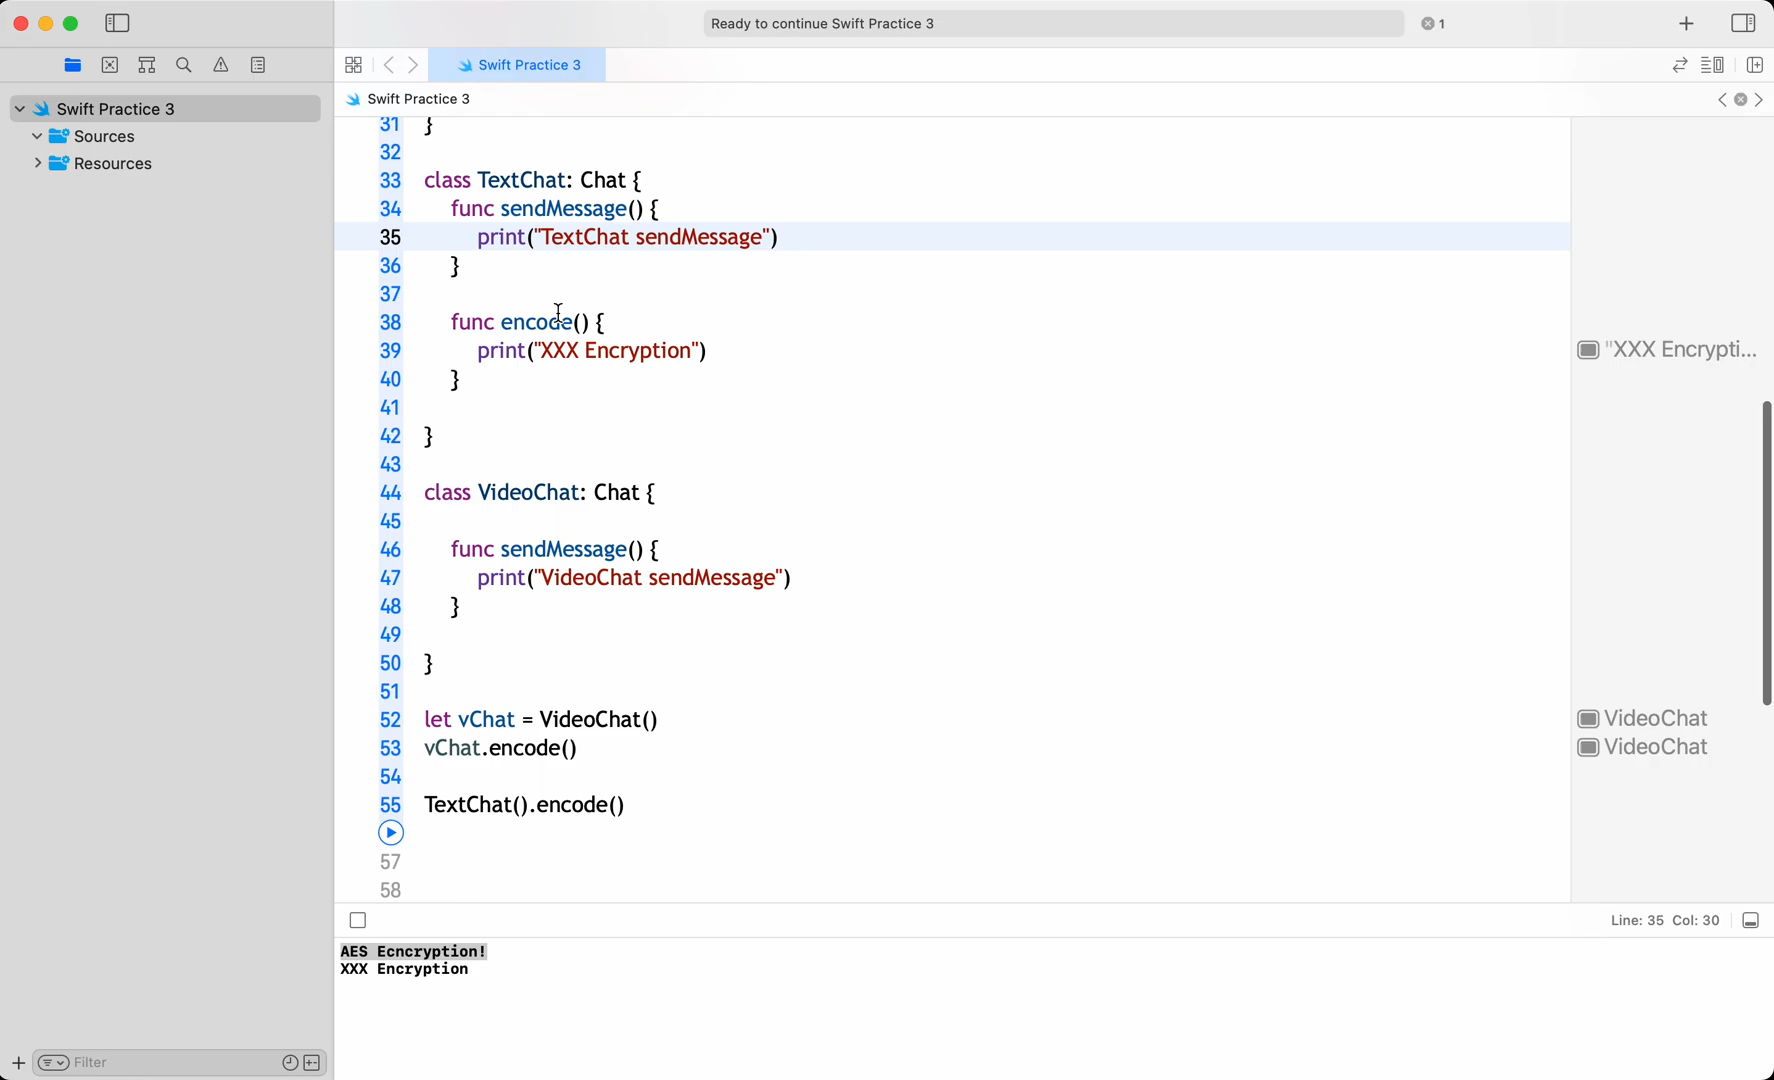 Ready to continue Swift Practice 3
1
Swift Practice 3
Swift Practice 3
Swift Practice 3
Sources
Resources
31 }
32
33 class TextChat: Chat {
34 func sendMessage() {
35 print("TextChat sendMessage")
36 }
37
38 func encode() {
39 print("XXX Encryption")
"XXX Encrypti...
40 }
41
42 }
43
44 class VideoChat: Chat {
45
46 func sendMessage() {
47 print("VideoChat sendMessage")
48 }
49
50 }
51
52 let vChat = VideoChat()
VideoChat
53 vChat.encode()
VideoChat
54
55 TextChat().encode()
57
58
Line: 35 Col: 30
AES Ecncryption!
XXX Encryption
Filter